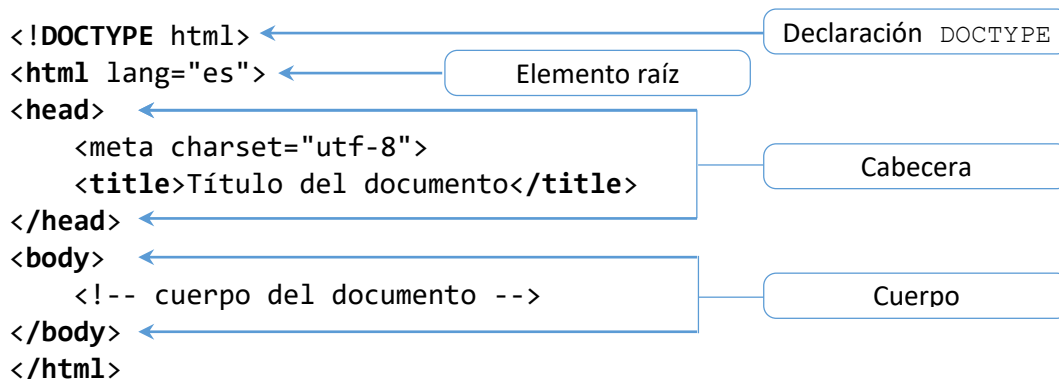 <!DOCTYPE html>
Declaración DOCTYPE
<html lang="es">
Elemento raíz
<head>
<meta charset="utf-8">
<title>Título del documento</title>
Cabecera
</head>
<body>
<!-- cuerpo del documento -->
Cuerpo
</body>
</html>